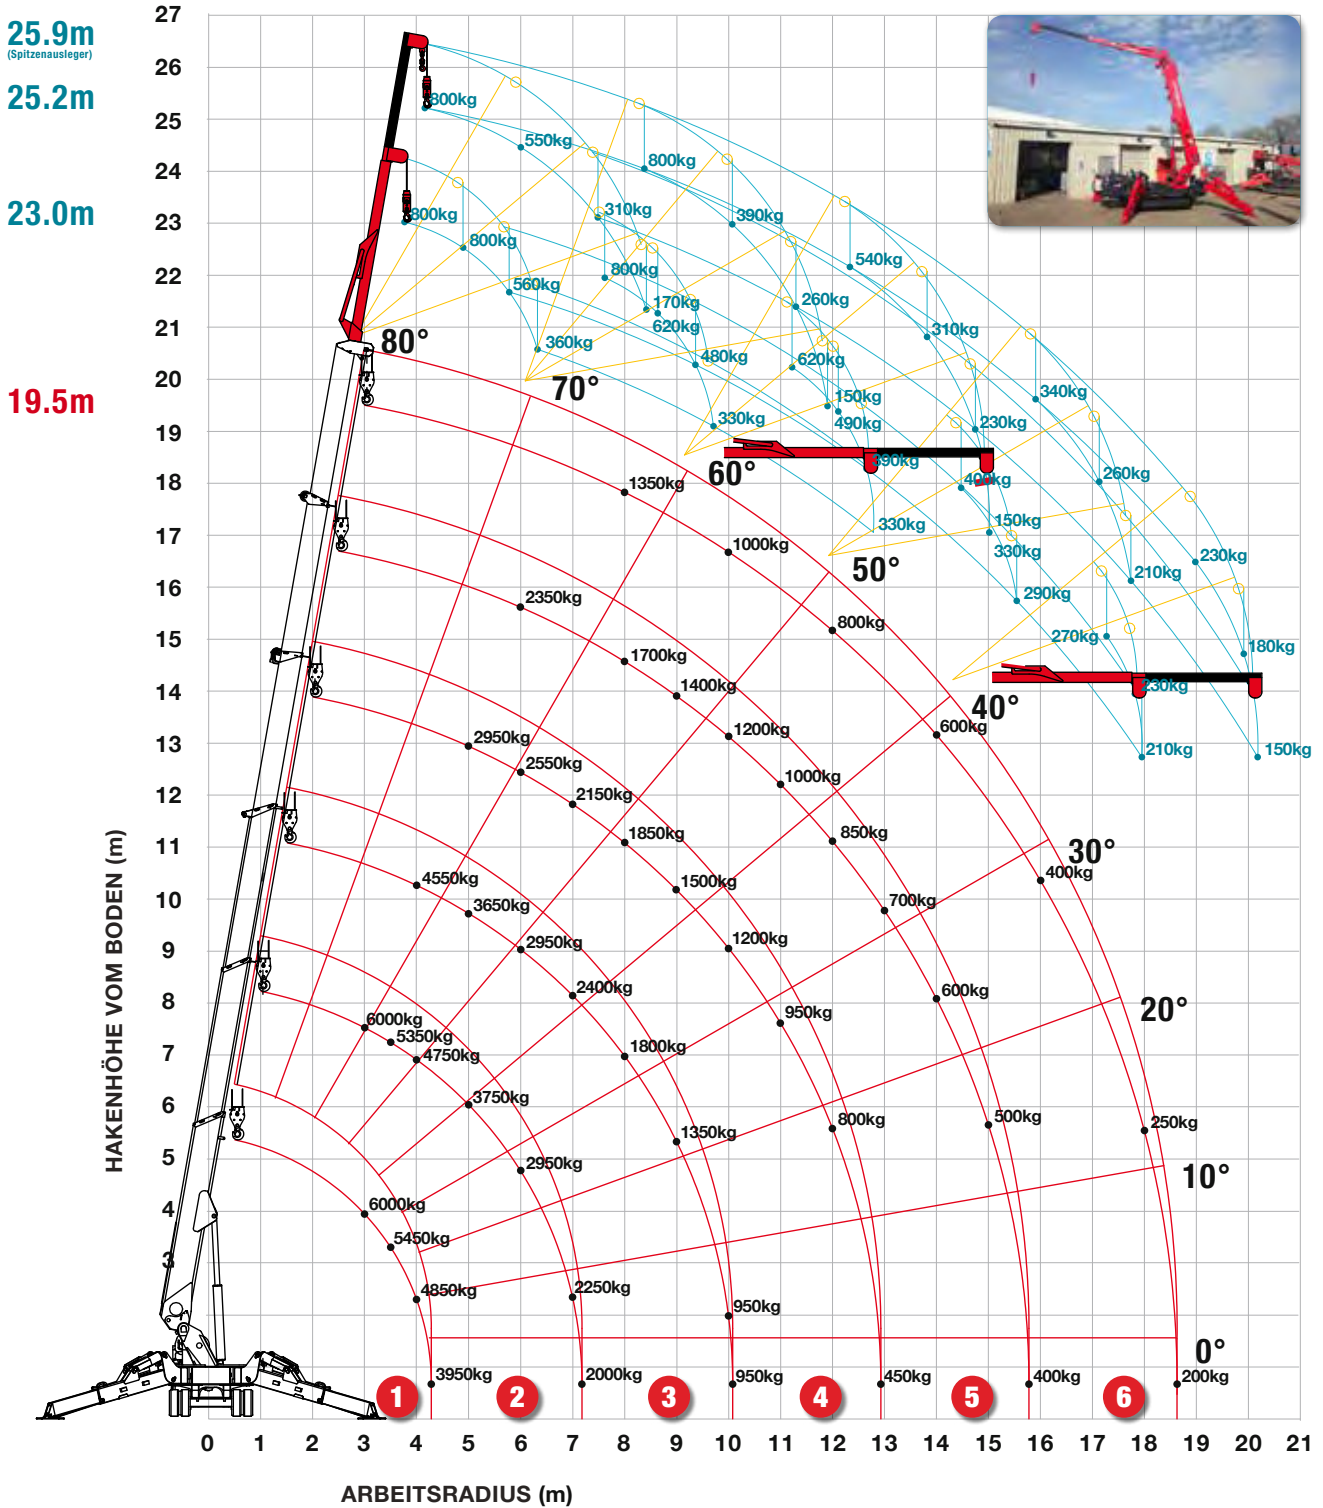 27
25.9m
(Spitzenausleger)
26
25.2m
25
24
23.0m
23
22
21
20
19.5m
19
18
17
16
15
14
13
12
11
10
9
8
7
6
5
4
3
HAKENHÖHE VOM BODEN (m)
800kg
550kg
800kg
310kg
390kg
800kg
800kg
540kg
560kg
800kg
170kg
260kg
620kg
310kg
360kg
480kg
620kg
340kg
330kg
150kg
490kg
230kg
390kg
400kg
260kg
330kg
150kg
330kg
230kg
290kg
210kg
270kg
180kg
230kg
210kg
150kg
80°
70°
60°
50°
40°
30°
20°
10°
0°
1350kg
1000kg
800kg
600kg
400kg
250kg
200kg
2350kg
1700kg
1400kg
1200kg
1000kg
850kg
700kg
600kg
500kg
400kg
2950kg
2550kg
2150kg
1850kg
1500kg
1200kg
950kg
800kg
450kg
4550kg
3650kg
2950kg
2400kg
1800kg
1350kg
950kg
950kg
6000kg
5350kg
4750kg
3750kg
2950kg
2250kg
2000kg
6000kg
5450kg
4850kg
3950kg
1 2 3 4 5 6
0 1 2 3 4 5 6 7 8 9 10 11 12 13 14 15 16 17 18 19 20 21
ARBEITSRADIUS (m)